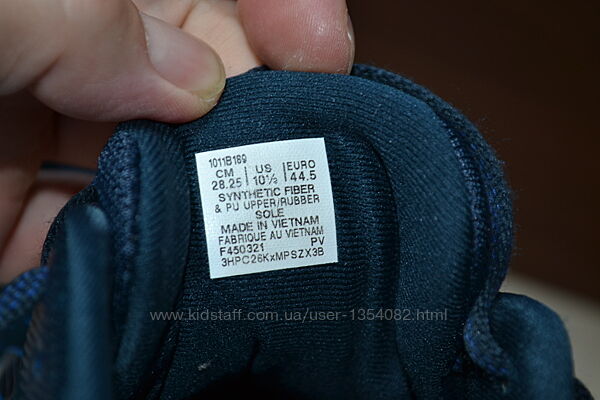 1011B189
CM US EURO
28.25 10½ 44.5
SYNTHETIC FIBER
& PU UPPER/RUBBER
SOLE
MADE IN VIETNAM
FABRIQUE AU VIETNAM
F450321 PV
3HPC26KxMPSZX3B
www.kidstaff.com.ua/user-1354082.html